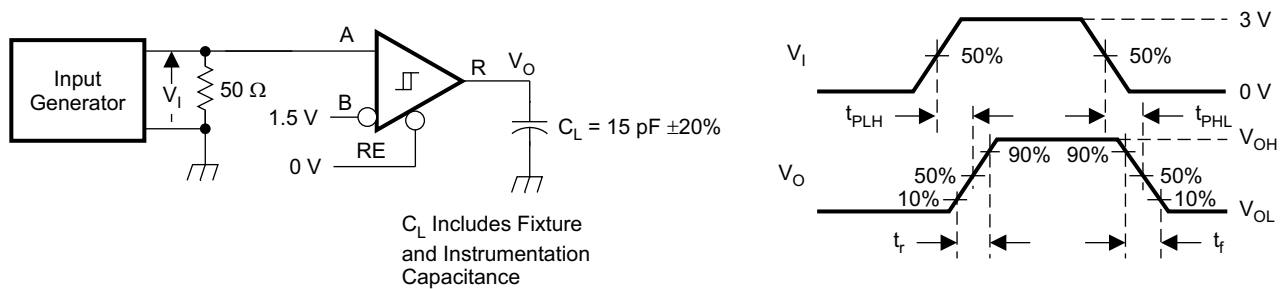 Input
Generator
V_I
50 Ω
A
B
1.5 V
RE
0 V
R
V_O
C_L = 15 pF ±20%
C_L Includes Fixture
and Instrumentation
Capacitance
3 V
V_I
50%
50%
0 V
t_PLH
t_PHL
V_OH
90%
90%
V_O
50%
50%
10%
10%
V_OL
t_r
t_f